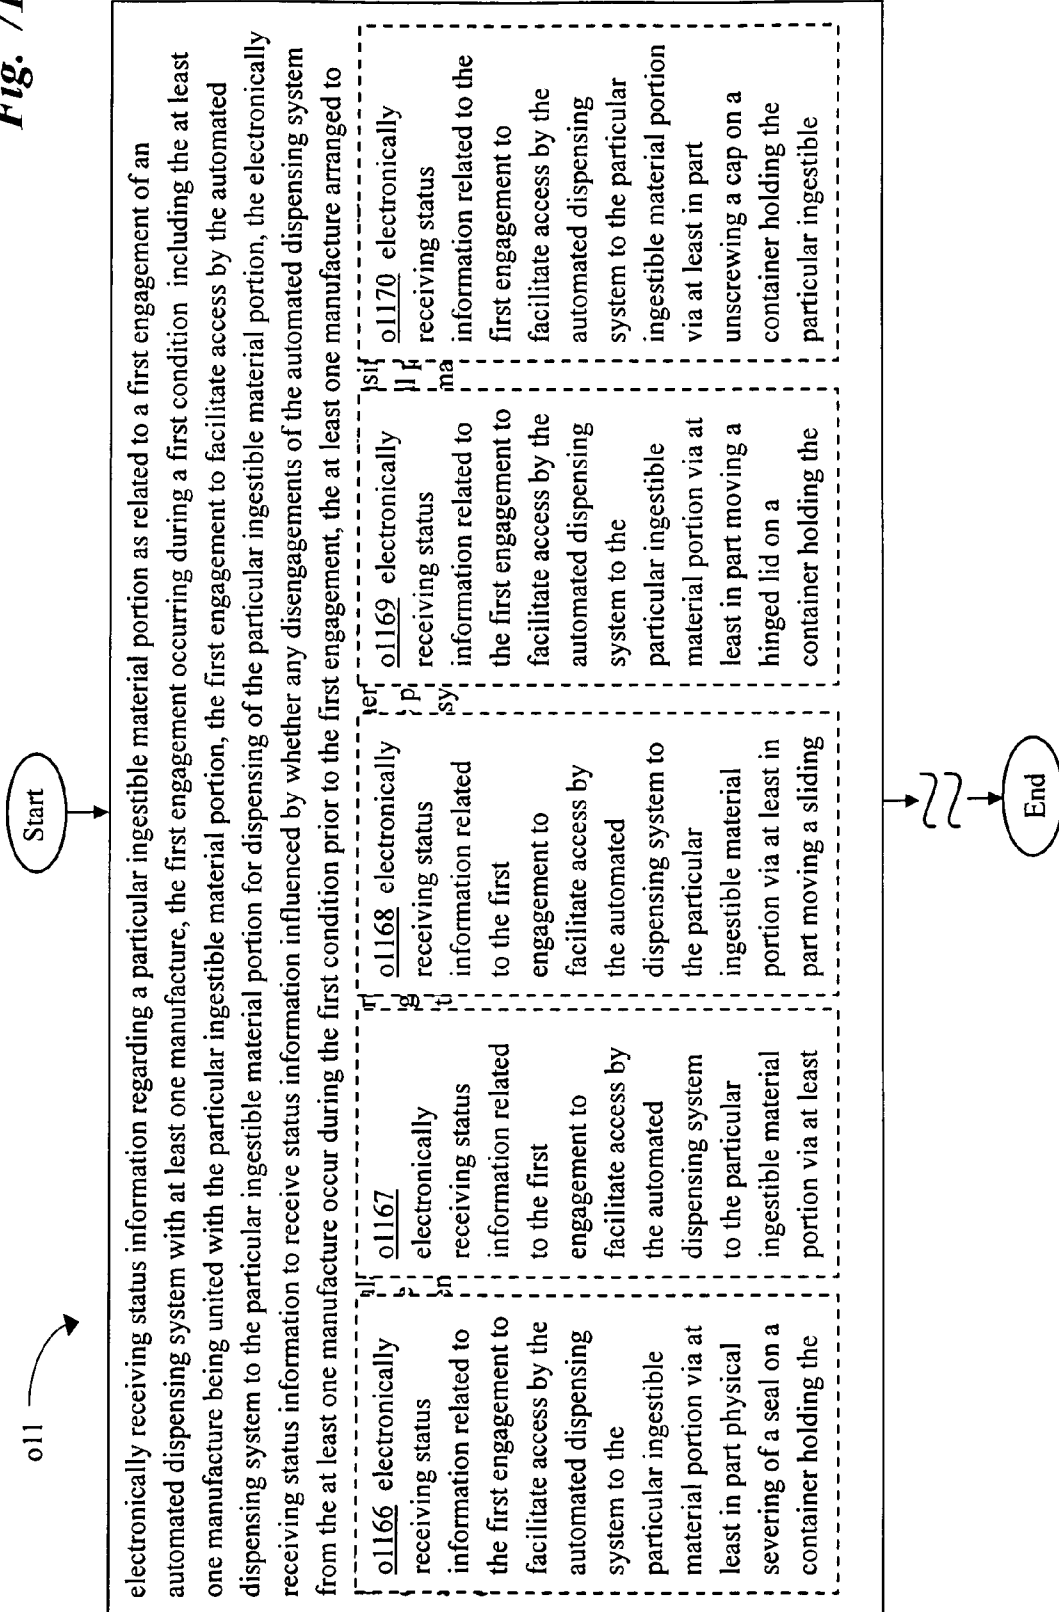 Start
o11
electronically receiving status information regarding a particular ingestible material portion as related to a first engagement of an
automated dispensing system with at least one manufacture, the first engagement occurring during a first condition including the at least
one manufacture being united with the particular ingestible material portion, the first engagement to facilitate access by the automated
dispensing system to the particular ingestible material portion for dispensing of the particular ingestible material portion, the electronically
receiving status information to receive status information influenced by whether any disengagements of the automated dispensing system
from the at least one manufacture occur during the first condition prior to the first engagement, the at least one manufacture arranged to
o1166 electronically
receiving status
information related to
the first engagement to
facilitate access by the
automated dispensing
system to the
particular ingestible
material portion via at
least in part physical
severing of a seal on a
container holding the
o1167
electronically
receiving status
information related
to the first
engagement to
facilitate access by
the automated
dispensing system
to the particular
ingestible material
portion via at least
o1168 electronically
receiving status
information related
to the first
engagement to
facilitate access by
the automated
dispensing system to
the particular
ingestible material
portion via at least in
part moving a sliding
o1169 electronically
receiving status
information related to
the first engagement to
facilitate access by the
automated dispensing
system to the
particular ingestible
material portion via at
least in part moving a
hinged lid on a
container holding the
o1170 electronically
receiving status
information related to the
first engagement to
facilitate access by the
automated dispensing
system to the particular
ingestible material portion
via at least in part
unscrewing a cap on a
container holding the
particular ingestible
End
Fig.